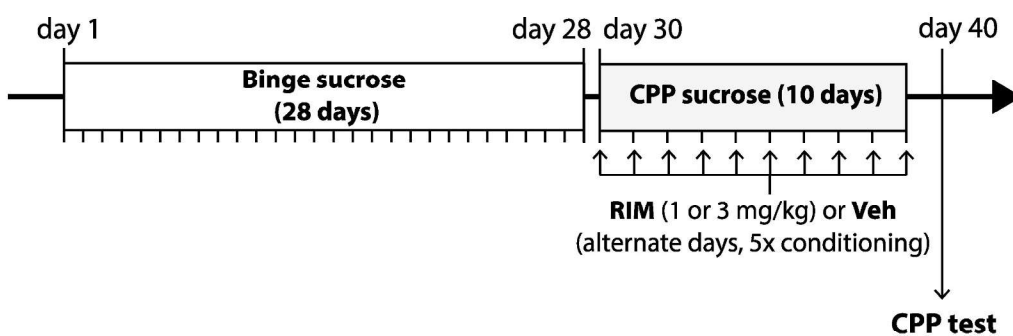 day 1
day 28
day 30
day 40
Binge sucrose
(28 days)
CPP sucrose (10 days)
RIM (1 or 3 mg/kg) or Veh
(alternate days, 5x conditioning)
CPP test